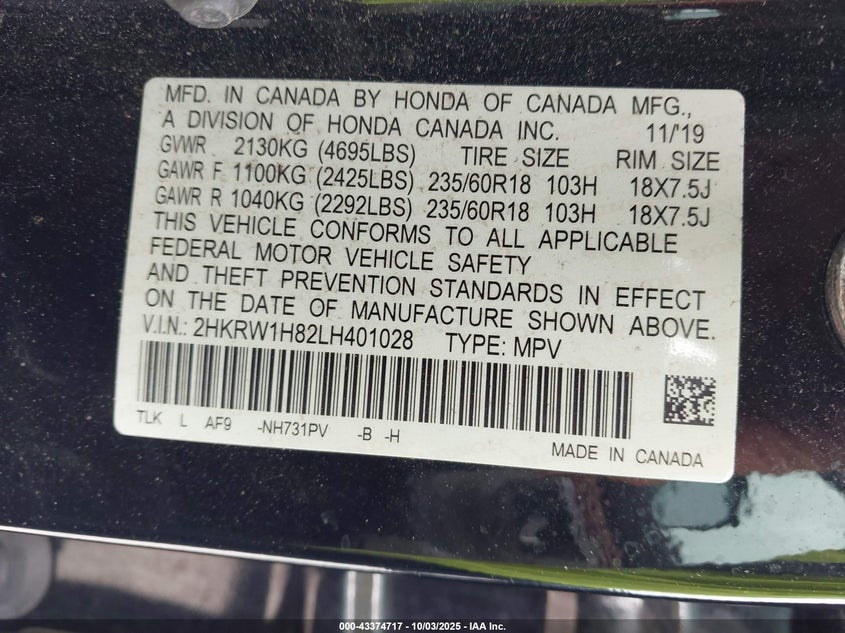 MFD. IN CANADA BY HONDA OF CANADA MFG.,
A DIVISION OF HONDA CANADA INC. 11/'19
GVWR 2130KG (4695LBS) TIRE SIZE RIM SIZE
GAWR F 1100KG (2425LBS) 235/60R18 103H 18X7.5J
GAWR R 1040KG (2292LBS) 235/60R18 103H 18X7.5J
THIS VEHICLE CONFORMS TO ALL APPLICABLE
FEDERAL MOTOR VEHICLE SAFETY
AND THEFT PREVENTION STANDARDS IN EFFECT
ON THE DATE OF MANUFACTURE SHOWN ABOVE.
V.I.N.: 2HKRW1H82LH401028 TYPE: MPV
TLK L AF9 -NH731PV -B -H
MADE IN CANADA
000-43374717 - 10/03/2025 - IAA Inc.